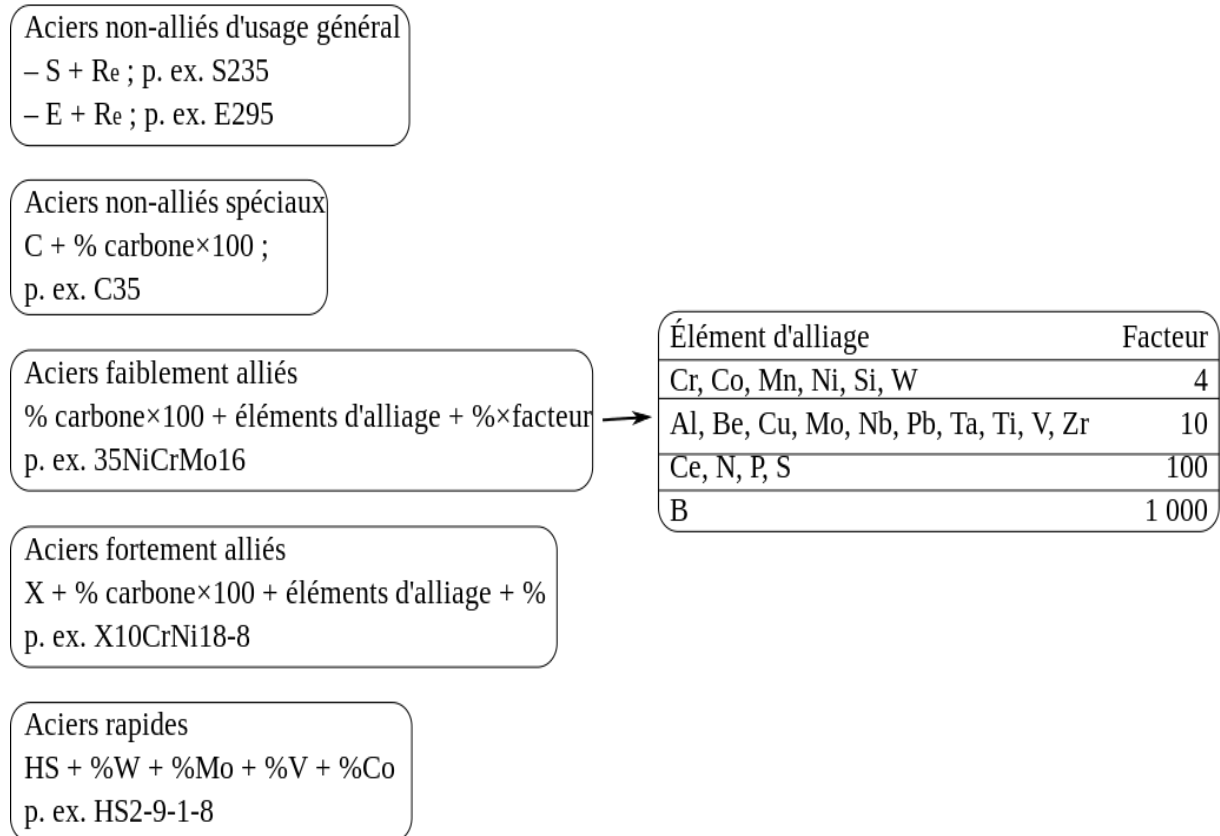 Aciers non-alliés d'usage général
– S + Re ; p. ex. S235
– E + Re ; p. ex. E295
Aciers non-alliés spéciaux
C + % carbone×100 ;
p. ex. C35
Aciers faiblement alliés
% carbone×100 + éléments d'alliage + %×facteur
p. ex. 35NiCrMo16
Élément d'alliage Facteur
Cr, Co, Mn, Ni, Si, W 4
Al, Be, Cu, Mo, Nb, Pb, Ta, Ti, V, Zr 10
Ce, N, P, S 100
B 1 000
Aciers fortement alliés
X + % carbone×100 + éléments d'alliage + %
p. ex. X10CrNi18-8
Aciers rapides
HS + %W + %Mo + %V + %Co
p. ex. HS2-9-1-8